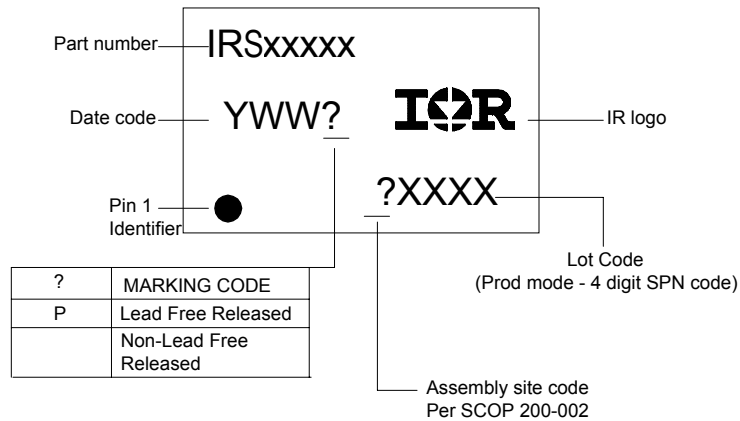 Part number
IRSxxxxx
Date code
YWW?
IOR
IR logo
?XXXX
Pin 1
Identifier
Lot Code
(Prod mode - 4 digit SPN code)
? MARKING CODE
P Lead Free Released
Non-Lead Free
Released
Assembly site code
Per SCOP 200-002